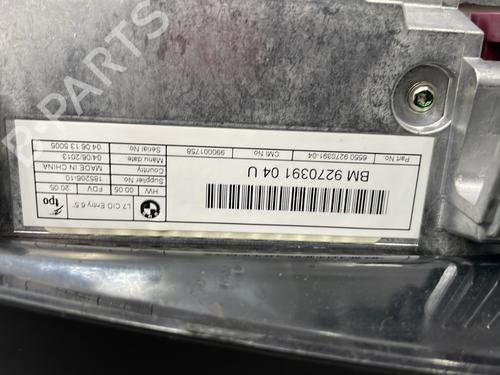 L7 CID Entry 6.5"
tpo
HW 00.05 FDV 20.05
Supplier No. 185206-10
Country MADE IN CHINA
Manu.date 04/06/2013
Serial No. 04 06 13 5005
BM 9270391 04 U
Part No. 6550 9270391-04
CMI No. 990001758
B-PARTS